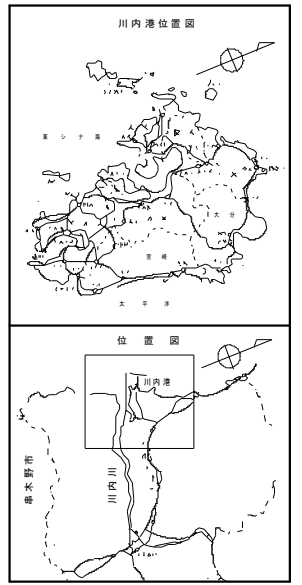 川内港位置図
東シナ海
大分
宮崎
太平洋
位置図
川内港
串木野市
川内川